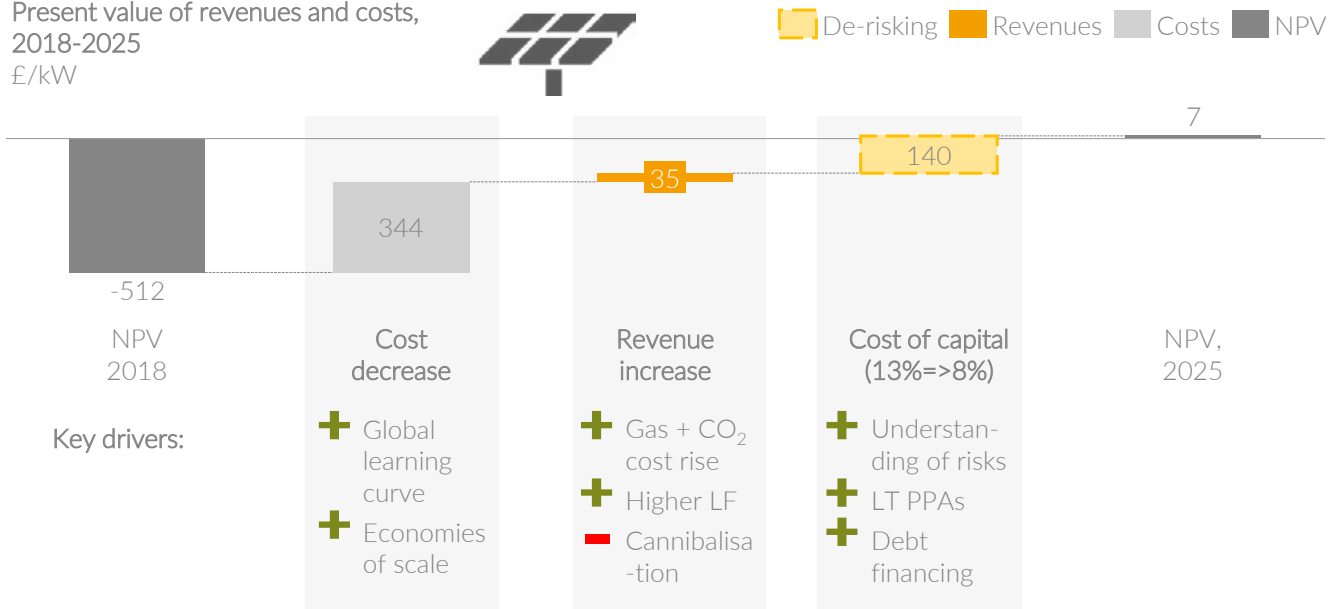 Present value of revenues and costs,
2018-2025
£/kW
De-risking
Revenues
Costs
NPV
7
140
35
344
-512
NPV
2018
Cost
decrease
Revenue
increase
Cost of capital
(13%=>8%)
NPV,
2025
Key drivers:
Global
learning
curve
Economies
of scale
Gas + CO₂
cost rise
Higher LF
Cannibalisa
-tion
Understan-
ding of risks
LT PPAs
Debt
financing